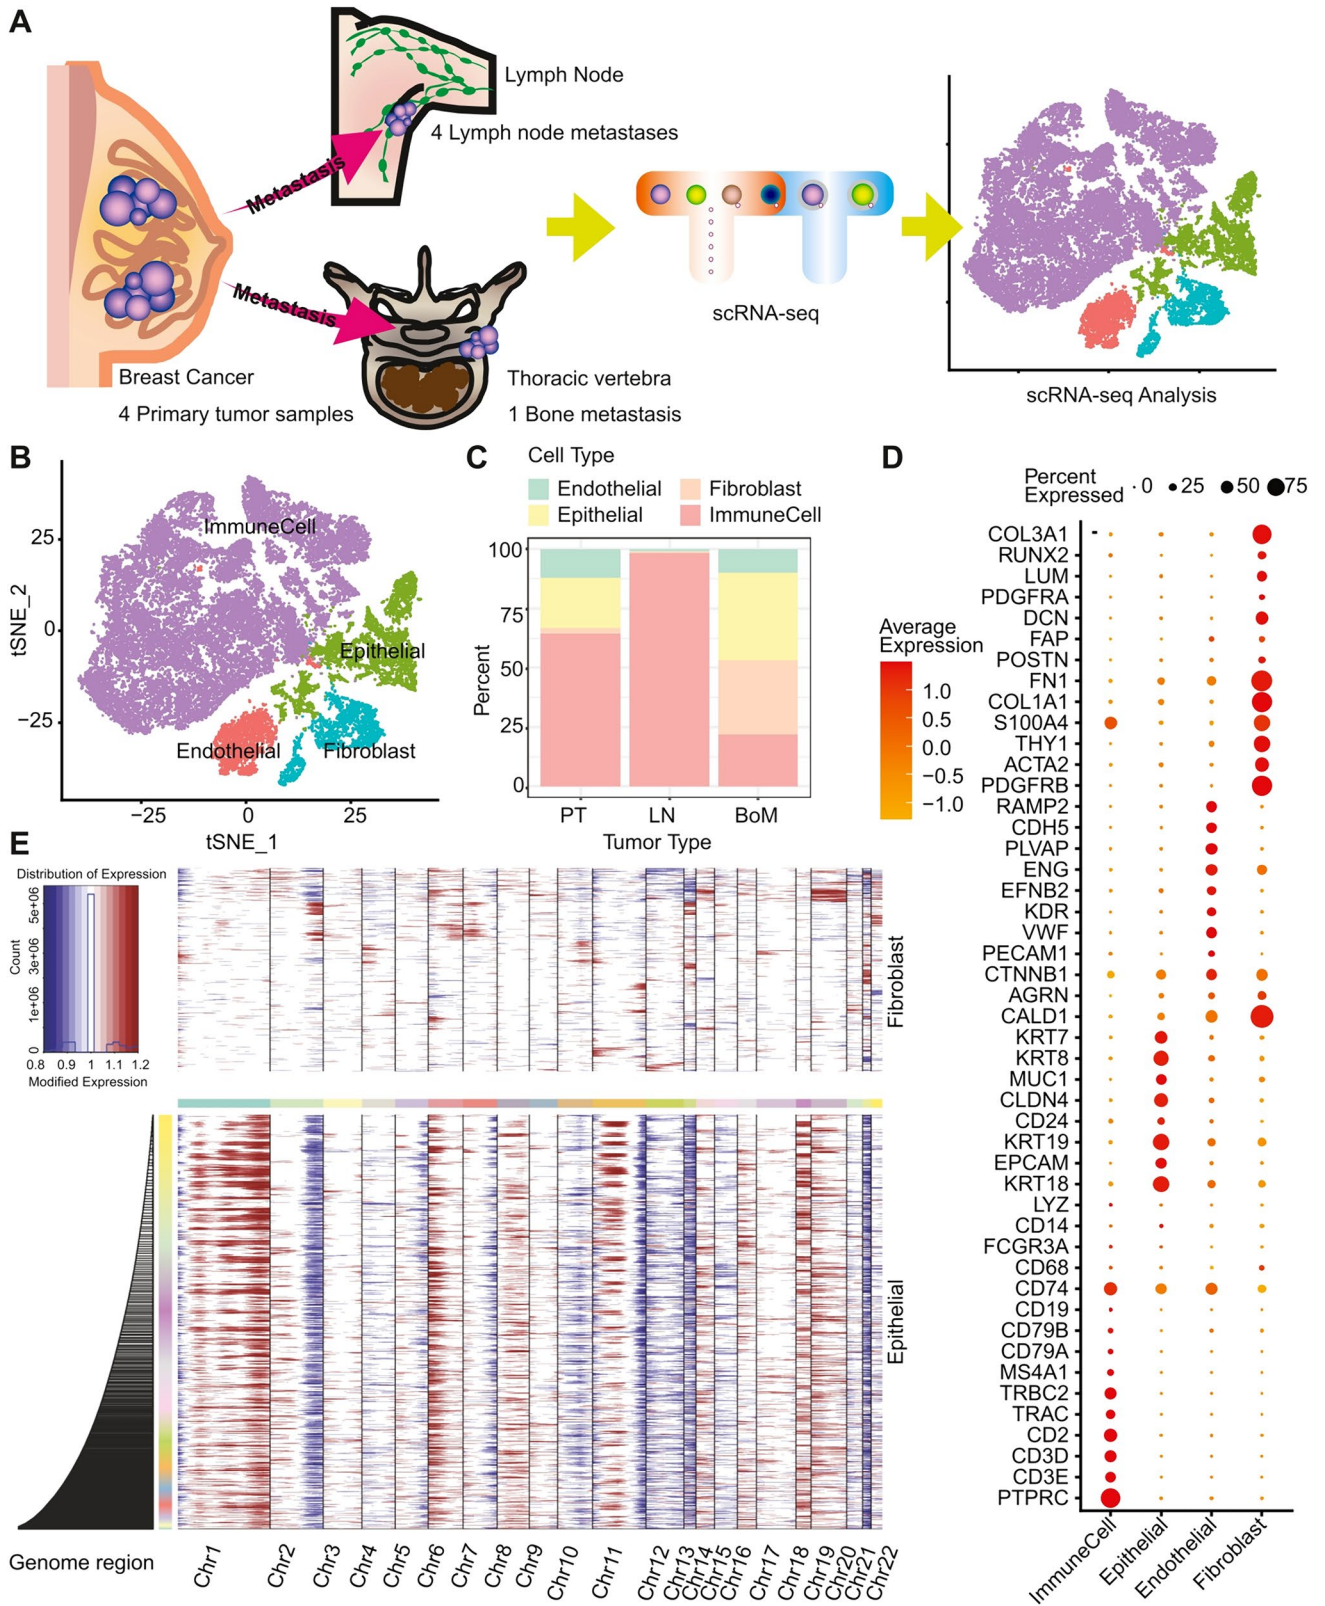 A
Lymph Node
4 Lymph node metastases
Metastasis
Metastasis
Breast Cancer
4 Primary tumor samples
Thoracic vertebra
1 Bone metastasis
scRNA-seq
scRNA-seq Analysis
B
tSNE_2
25
0
−25
ImmuneCell
Epithelial
Endothelial
Fibroblast
−25
0
25
tSNE_1
C
Cell Type
Endothelial
Fibroblast
Epithelial
ImmuneCell
Percent
100
75
50
25
0
PT
LN
BoM
Tumor Type
D
Percent
Expressed
0
25
50
75
Average
Expression
1.0
0.5
0.0
−0.5
−1.0
COL3A1
RUNX2
LUM
PDGFRA
DCN
FAP
POSTN
FN1
COL1A1
S100A4
THY1
ACTA2
PDGFRB
RAMP2
CDH5
PLVAP
ENG
EFNB2
KDR
VWF
PECAM1
CTNNB1
AGRN
CALD1
KRT7
KRT8
MUC1
CLDN4
CD24
KRT19
EPCAM
KRT18
LYZ
CD14
FCGR3A
CD68
CD74
CD19
CD79B
CD79A
MS4A1
TRBC2
TRAC
CD2
CD3D
CD3E
PTPRC
ImmuneCell
Epithelial
Endothelial
Fibroblast
E
Distribution of Expression
Count
5e+06
3e+06
1e+06
0
0.8
0.9
1
1.1
1.2
Modified Expression
Fibroblast
Epithelial
Genome region
Chr1
Chr2
Chr3
Chr4
Chr5
Chr6
Chr7
Chr8
Chr9
Chr10
Chr11
Chr12
Chr13
Chr14
Chr15
Chr16
Chr17
Chr18
Chr19
Chr20
Chr21
Chr22